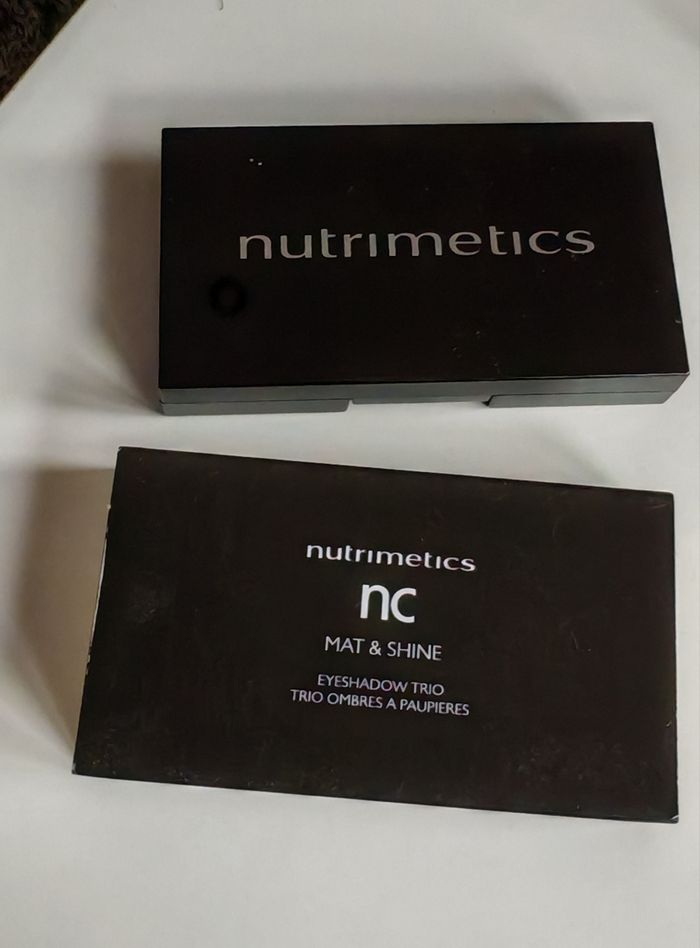 nutrimetics
nutrimetics
nc
MAT & SHINE
EYESHADOW TRIO
TRIO OMBRES A PAUPIERES